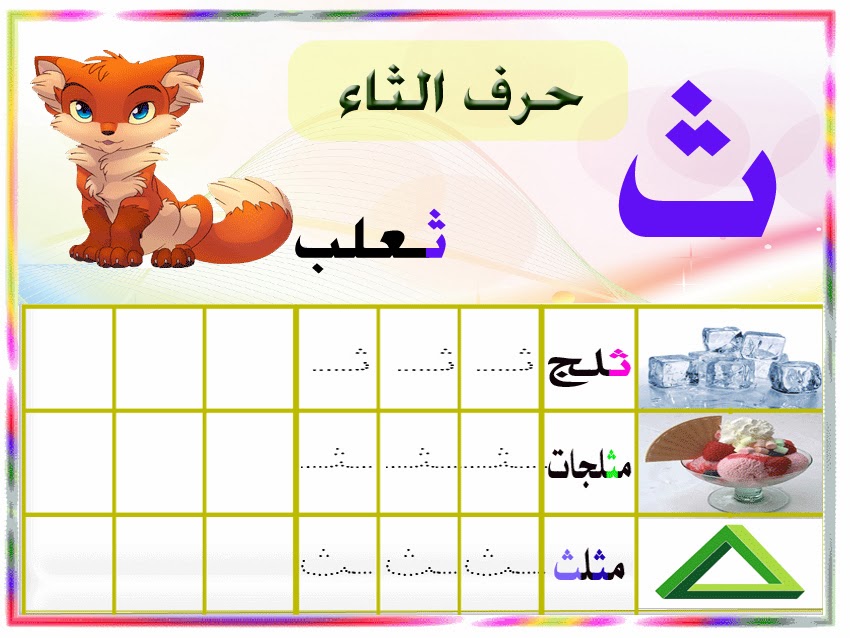 حرف الثاء
ث
ثعلب
ثلج ثـ ثـ ثـ
مثلجات ـثـ ـثـ ـثـ
مثلث ـث ـث ـث